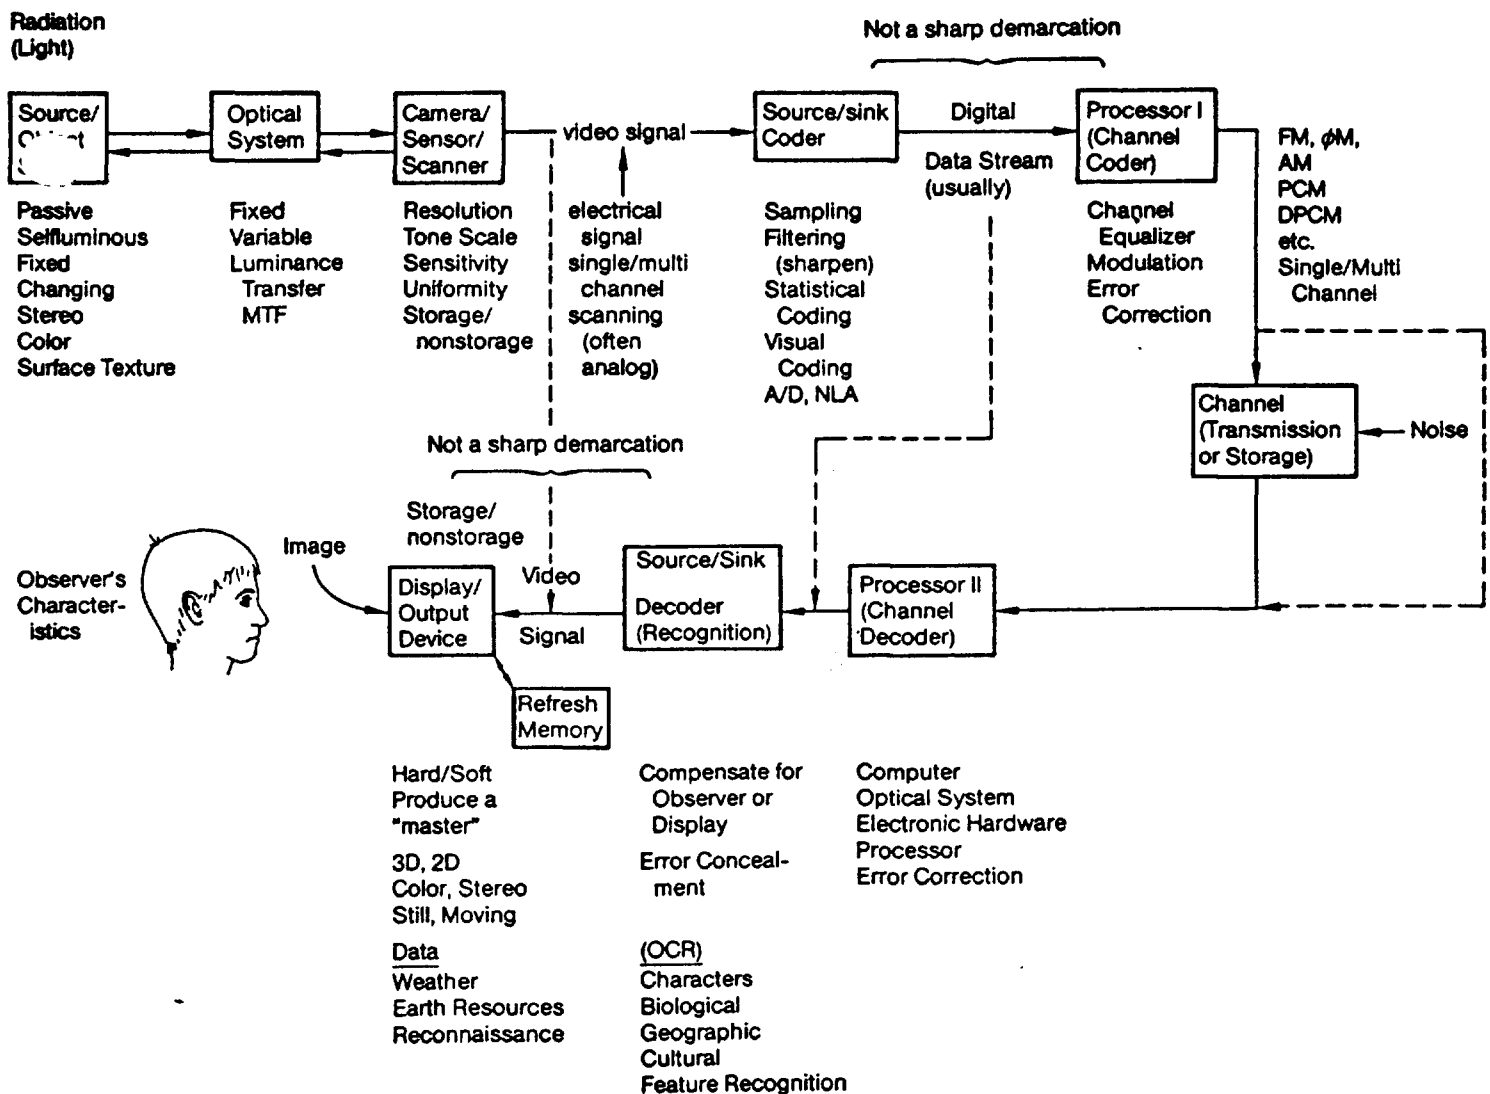 Radiation
(Light)
Not a sharp demarcation
Source/
Optical
System
Camera/
Sensor/
Scanner
video signal
Source/sink
Coder
Digital
Data Stream
(usually)
Processor I
(Channel
Coder)
FM, ϕM,
AM
PCM
DPCM
etc.
Single/Multi
Channel
Passive
Selfluminous
Fixed
Changing
Stereo
Color
Surface Texture
Fixed
Variable
Luminance
Transfer
MTF
Resolution
Tone Scale
Sensitivity
Uniformity
Storage/
nonstorage
electrical
signal
single/multi
channel
scanning
(often
analog)
Sampling
Filtering
(sharpen)
Statistical
Coding
Visual
Coding
A/D, NLA
Channel
Equalizer
Modulation
Error
Correction
Channel
(Transmission
or Storage)
Noise
Not a sharp demarcation
Storage/
nonstorage
Observer's
Character-
istics
Image
Display/
Output
Device
Video
Signal
Source/Sink
Decoder
(Recognition)
Processor II
(Channel
Decoder)
Refresh
Memory
Hard/Soft
Produce a
"master"
3D, 2D
Color, Stereo
Still, Moving
Data
Weather
Earth Resources
Reconnaissance
Compensate for
Observer or
Display
Error Conceal-
ment
(OCR)
Characters
Biological
Geographic
Cultural
Feature Recognition
Computer
Optical System
Electronic Hardware
Processor
Error Correction